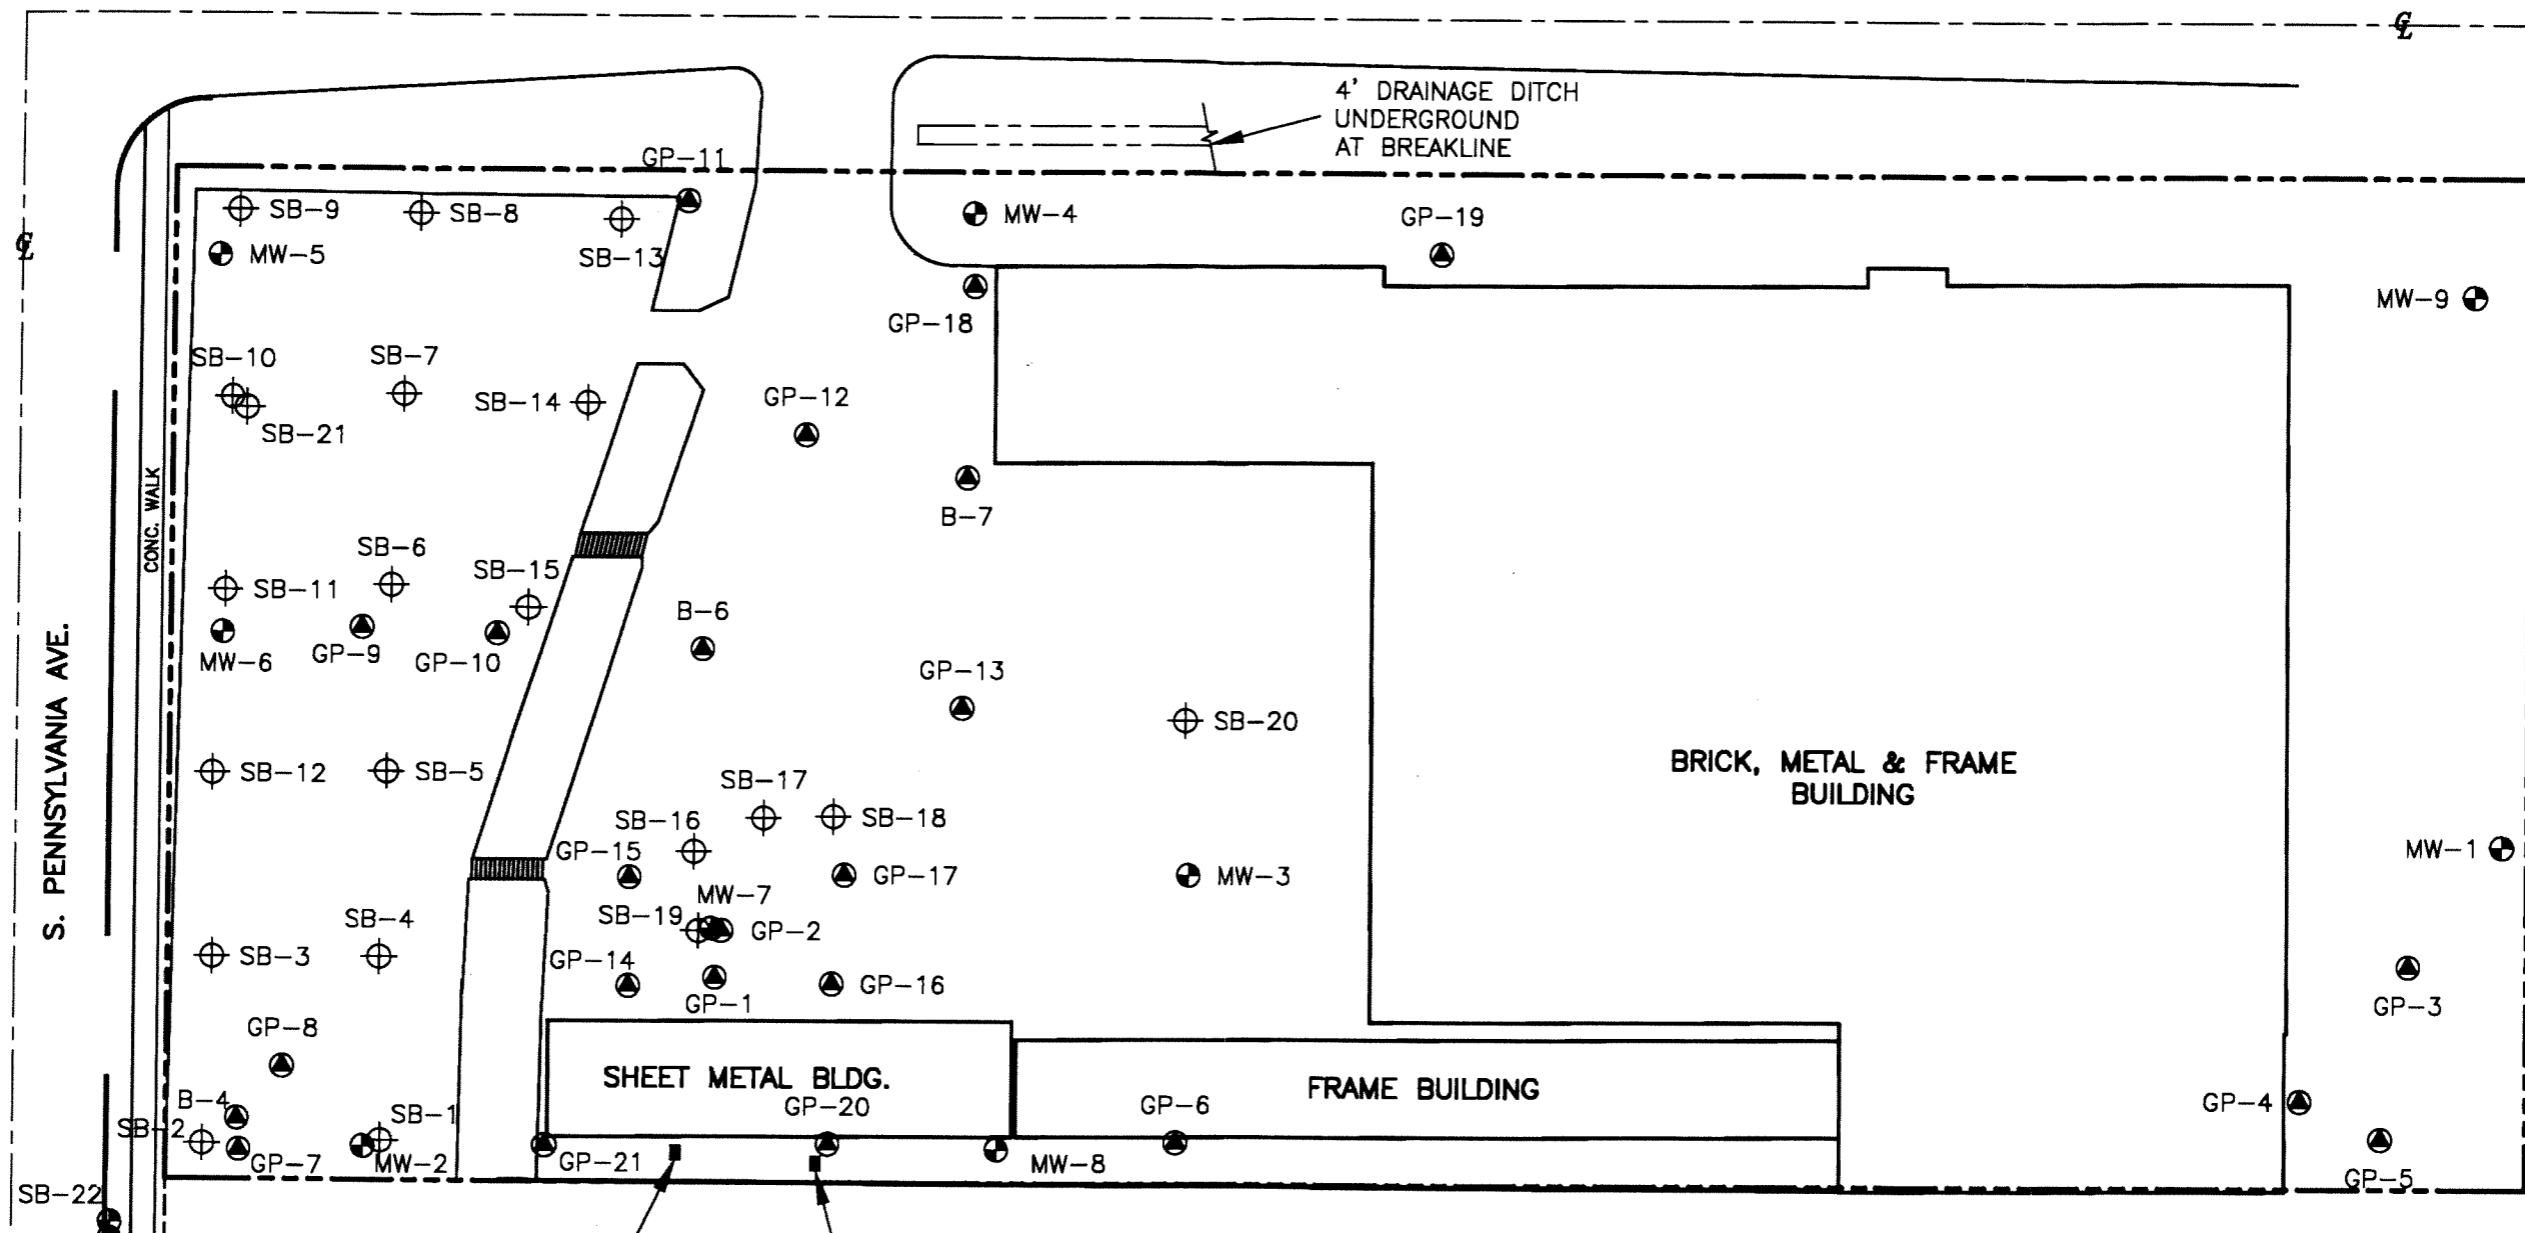 ℄
4' DRAINAGE DITCH
UNDERGROUND
AT BREAKLINE
GP-11
SB-9
SB-8
MW-4
GP-19
℄
MW-5
SB-13
MW-9
GP-18
SB-10
SB-7
SB-14
GP-12
SB-21
CONC. WALK
B-7
SB-6
SB-15
SB-11
B-6
MW-6
GP-9
GP-10
GP-13
S. PENNSYLVANIA AVE.
SB-20
BRICK, METAL & FRAME
BUILDING
SB-12
SB-5
SB-17
SB-16
SB-18
GP-15
MW-1
GP-17
MW-3
MW-7
SB-19
SB-4
GP-2
SB-3
GP-14
GP-16
GP-1
GP-3
GP-8
SHEET METAL BLDG.
FRAME BUILDING
B-4
SB-1
GP-20
GP-6
GP-4
SB-2
GP-7
MW-2
GP-21
MW-8
GP-5
SB-22